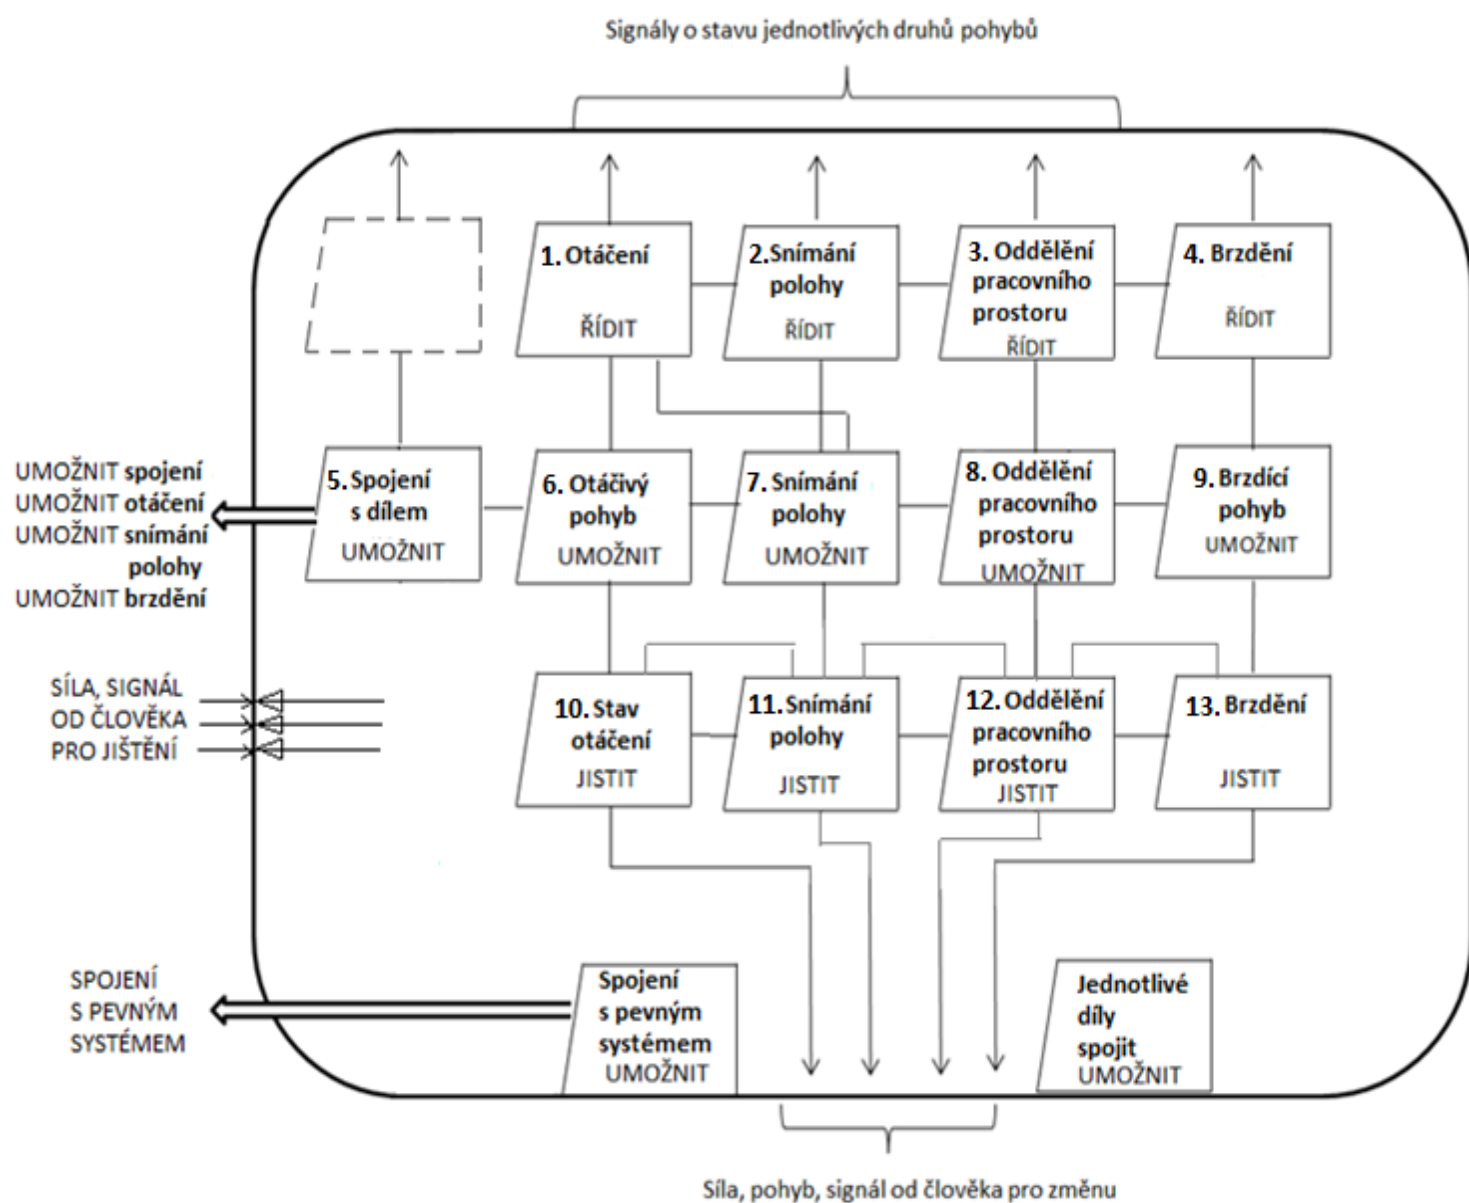 Signály o stavu jednotlivých druhů pohybů
1. Otáčení
ŘÍDIT
2. Snímání
polohy
ŘÍDIT
3. Oddělění
pracovního
prostoru
ŘÍDIT
4. Brzdění
ŘÍDIT
UMOŽNIT spojení
UMOŽNIT otáčení
UMOŽNIT snímání
polohy
UMOŽNIT brzdění
5. Spojení
s dílem
UMOŽNIT
6. Otáčivý
pohyb
UMOŽNIT
7. Snímání
polohy
UMOŽNIT
8. Oddělění
pracovního
prostoru
UMOŽNIT
9. Brzdící
pohyb
UMOŽNIT
SÍLA, SIGNÁL
OD ČLOVĚKA
PRO JIŠTĚNÍ
10. Stav
otáčení
JISTIT
11. Snímání
polohy
JISTIT
12. Oddělění
pracovního
prostoru
JISTIT
13. Brzdění
JISTIT
SPOJENÍ
S PEVNÝM
SYSTÉMEM
Spojení
s pevným
systémem
UMOŽNIT
Jednotlivé
díly
spojit
UMOŽNIT
Síla, pohyb, signál od člověka pro změnu